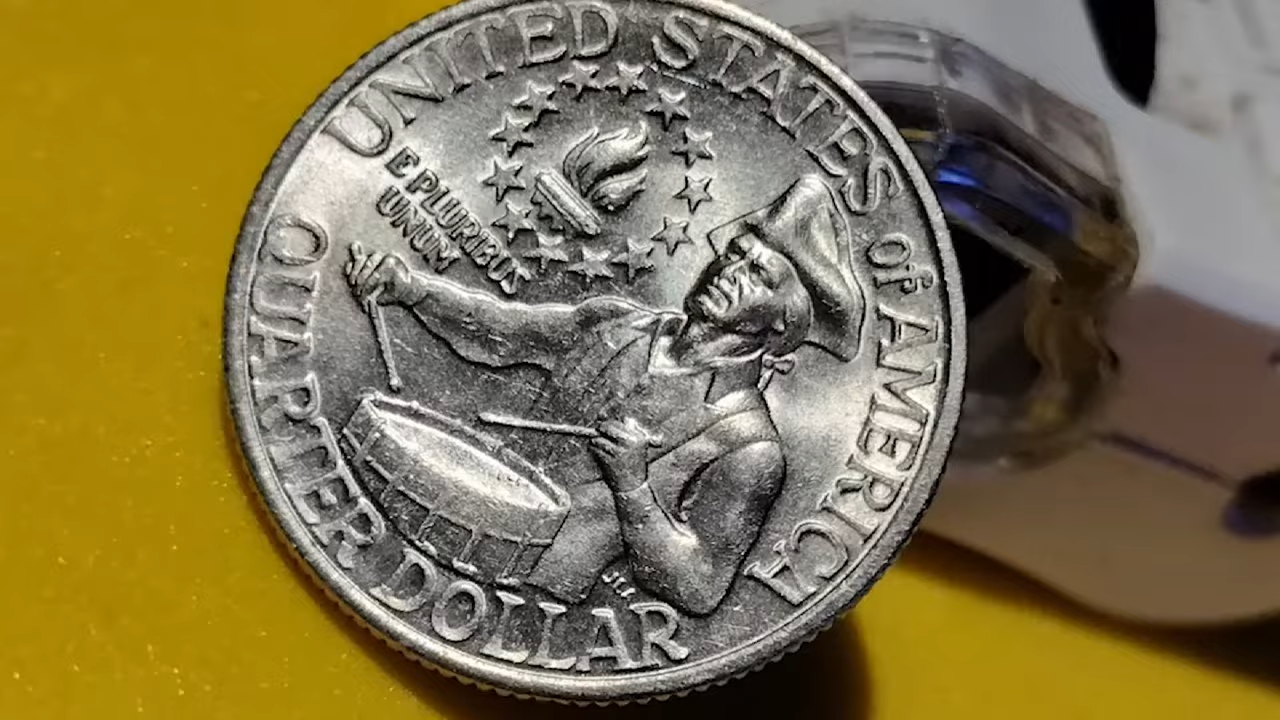 UNITED STATES of AMERICA
E PLURIBUS
UNUM
QUARTER DOLLAR